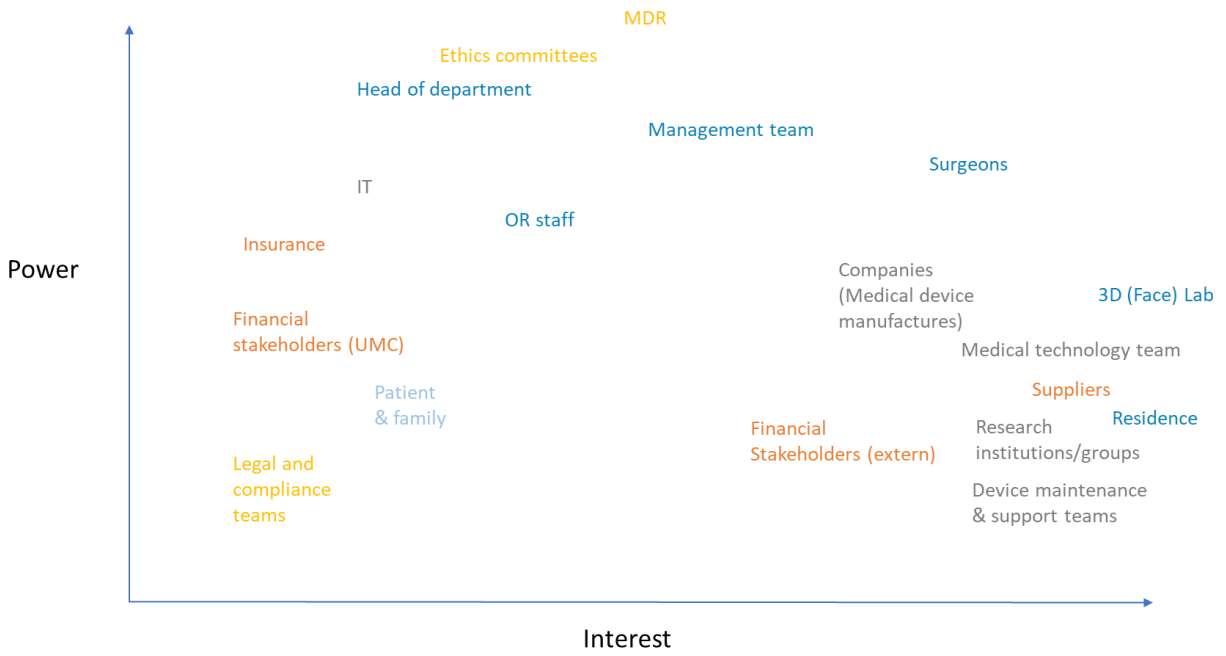 MDR
Ethics committees
Head of department
Management team
Surgeons
IT
OR staff
Insurance
Power
Companies
(Medical device
manufactures)
3D (Face) Lab
Financial
stakeholders (UMC)
Medical technology team
Patient
& family
Suppliers
Residence
Financial
Stakeholders (extern)
Research
institutions/groups
Legal and
compliance
teams
Device maintenance
& support teams
Interest